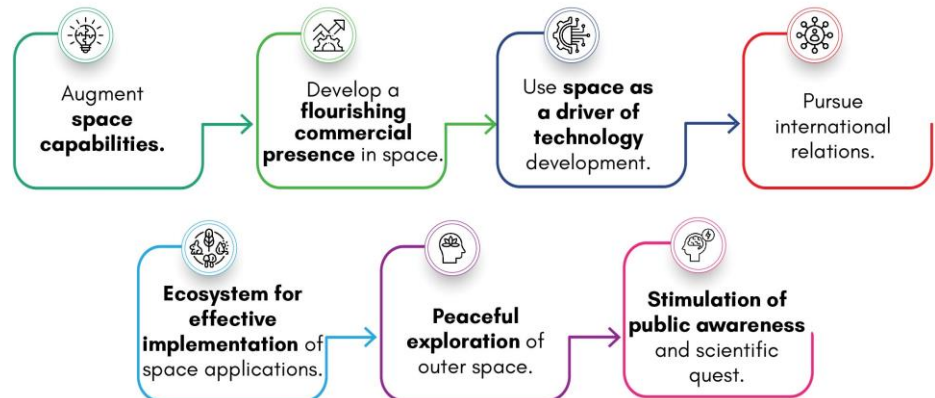 Augment
space
capabilities.
Develop a
flourishing
commercial
presence in space.
Use space as
a driver of
technology
development.
Pursue
international
relations.
Ecosystem for
effective
implementation of
space applications.
Peaceful
exploration of
outer space.
Stimulation of
public awareness
and scientific
quest.